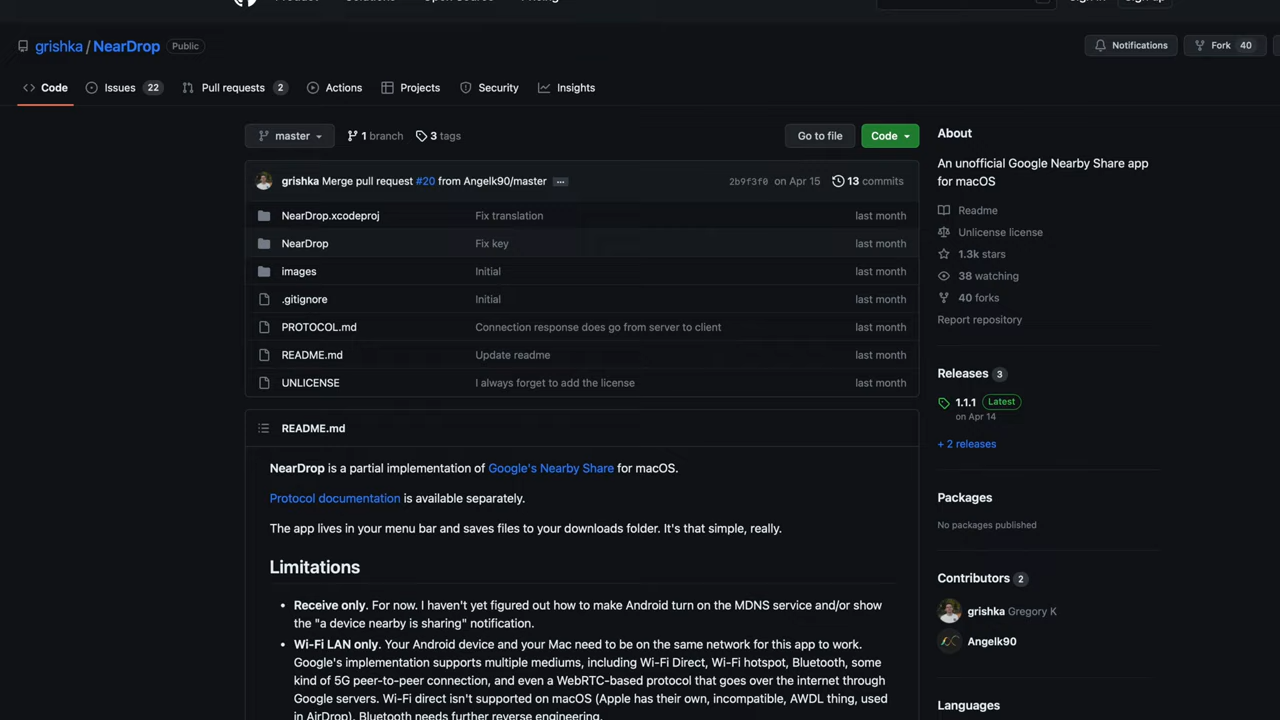 grishka / NearDrop Public
Notifications
Fork 40
Code
Issues 22
Pull requests 2
Actions
Projects
Security
Insights
master
1 branch
3 tags
Go to file
Code
grishka Merge pull request #20 from Angelk90/master ...
2b9f3f0 on Apr 15
13 commits
NearDrop.xcodeproj Fix translation last month
NearDrop Fix key last month
images Initial last month
.gitignore Initial last month
PROTOCOL.md Connection response does go from server to client last month
README.md Update readme last month
UNLICENSE I always forget to add the license last month
README.md
NearDrop is a partial implementation of Google's Nearby Share for macOS.
Protocol documentation is available separately.
The app lives in your menu bar and saves files to your downloads folder. It's that simple, really.
Limitations
• Receive only. For now. I haven't yet figured out how to make Android turn on the MDNS service and/or show
the "a device nearby is sharing" notification.
• Wi-Fi LAN only. Your Android device and your Mac need to be on the same network for this app to work.
Google's implementation supports multiple mediums, including Wi-Fi Direct, Wi-Fi hotspot, Bluetooth, some
kind of 5G peer-to-peer connection, and even a WebRTC-based protocol that goes over the internet through
Google servers. Wi-Fi direct isn't supported on macOS (Apple has their own, incompatible, AWDL thing, used
in AirDrop). Bluetooth needs further reverse engineering.
About
An unofficial Google Nearby Share app
for macOS
Readme
Unlicense license
1.3k stars
38 watching
40 forks
Report repository
Releases 3
1.1.1 Latest
on Apr 14
+ 2 releases
Packages
No packages published
Contributors 2
grishka Gregory K
Angelk90
Languages